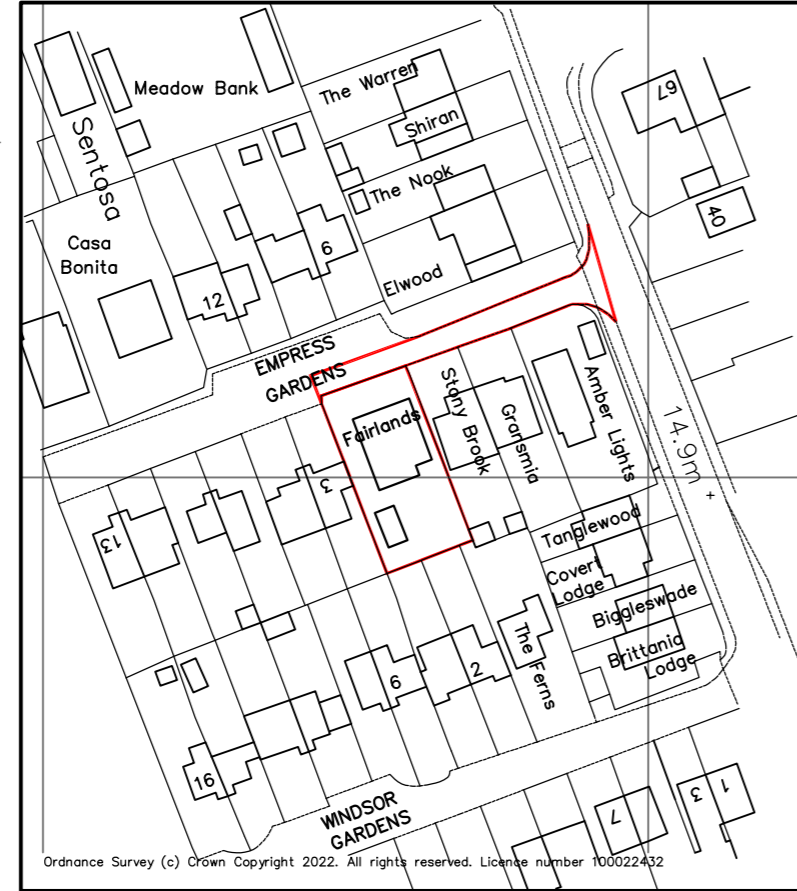 Meadow Bank
The Warren
67
Shiran
Sentosa
The Nook
40
Casa
Bonita
9
12
Elwood
EMPRESS
GARDENS
Fairlands
Stony Brook
Gransmia
Amber Lights
14.9m +
3
13
Tanglewood
Covert
Lodge
Biggleswade
Brittania
Lodge
The Ferns
6
2
16
WINDSOR
GARDENS
7
3
1
Ordnance Survey (c) Crown Copyright 2022. All rights reserved. Licence number 100022432